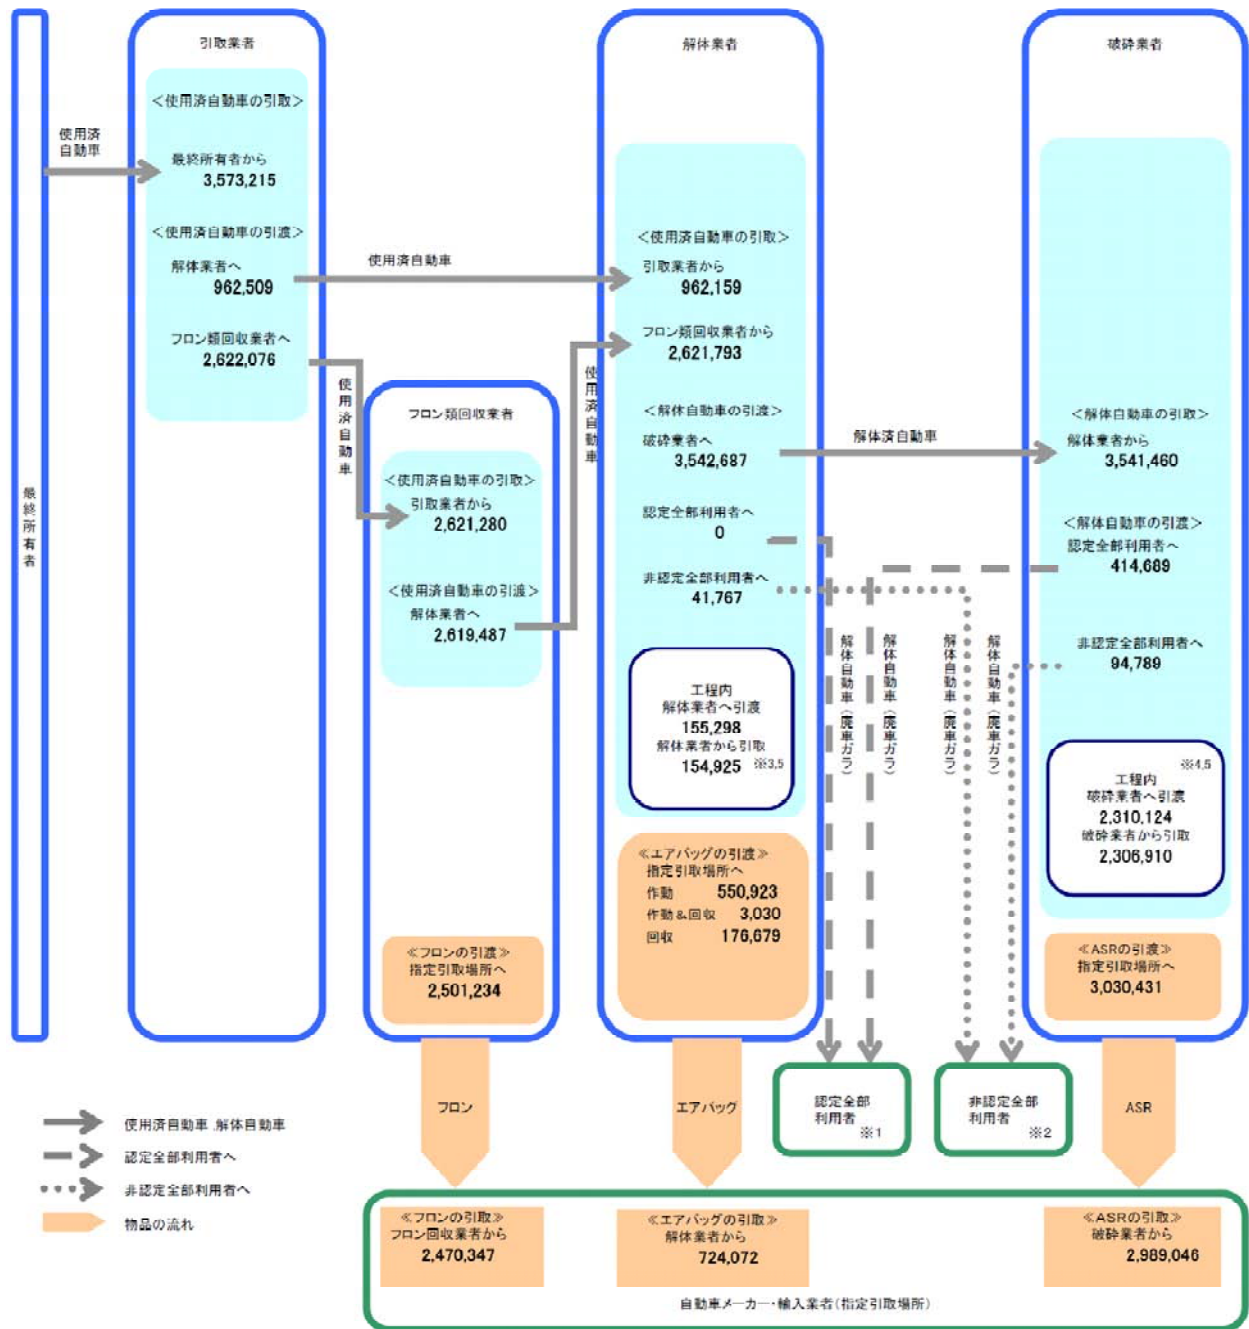 最終所有者
使用済
自動車
引取業者
<使用済自動車の引取>
最終所有者から
3,573,215
<使用済自動車の引渡>
解体業者へ
962,509
フロン類回収業者へ
2,622,076
使用済自動車
使用済自動車
フロン類回収業者
<使用済自動車の引取>
引取業者から
2,621,280
<使用済自動車の引渡>
解体業者へ
2,619,487
≪フロンの引渡≫
指定引取場所へ
2,501,234
使用済自動車
解体業者
<使用済自動車の引取>
引取業者から
962,159
フロン類回収業者から
2,621,793
<解体自動車の引渡>
破砕業者へ
3,542,687
認定全部利用者へ
0
非認定全部利用者へ
41,767
工程内
解体業者へ引渡
155,298
解体業者から引取
154,925 ※3,5
≪エアバッグの引渡≫
指定引取場所へ
作動 550,923
作動&回収 3,030
回収 176,679
解体済自動車
解体自動車(廃車ガラ)
解体自動車(廃車ガラ)
解体自動車(廃車ガラ)
解体自動車(廃車ガラ)
破砕業者
<解体自動車の引取>
解体業者から
3,541,460
<解体自動車の引渡>
認定全部利用者へ
414,689
非認定全部利用者へ
94,789
※4,5
工程内
破砕業者へ引渡
2,310,124
破砕業者から引取
2,306,910
≪ASRの引渡≫
指定引取場所へ
3,030,431
フロン
エアバッグ
認定全部
利用者
※1
非認定全部
利用者
※2
ASR
使用済自動車、解体自動車
認定全部利用者へ
非認定全部利用者へ
物品の流れ
≪フロンの引取≫
フロン回収業者から
2,470,347
≪エアバッグの引取≫
解体業者から
724,072
≪ASRの引取≫
破砕業者から
2,989,046
自動車メーカー・輸入業者(指定引取場所)